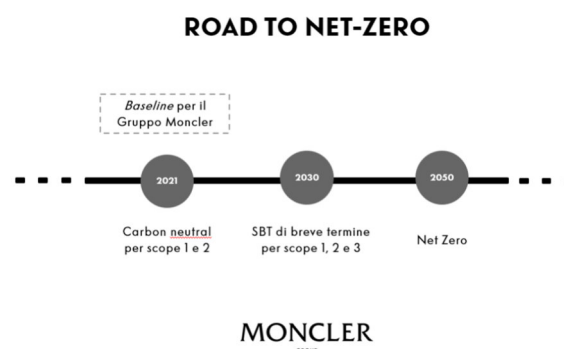 ROAD TO NET-ZERO
Baseline per il
Gruppo Moncler
2021
2030
2050
Carbon neutral
per scope 1 e 2
SBT di breve termine
per scope 1, 2 e 3
Net Zero
MONCLER